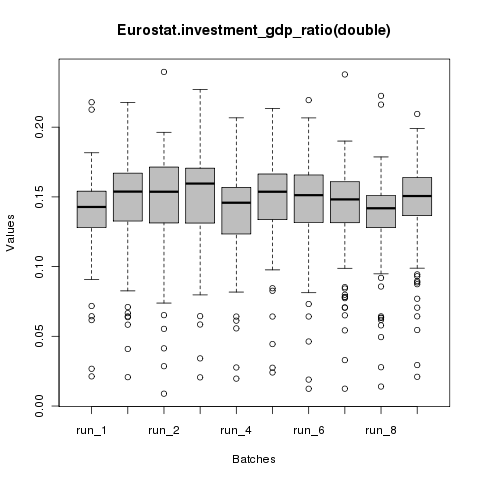 Eurostat.investment_gdp_ratio(double)
Values
0.20
0.15
0.10
0.05
0.00
run_1 run_2 run_4 run_6 run_8
Batches